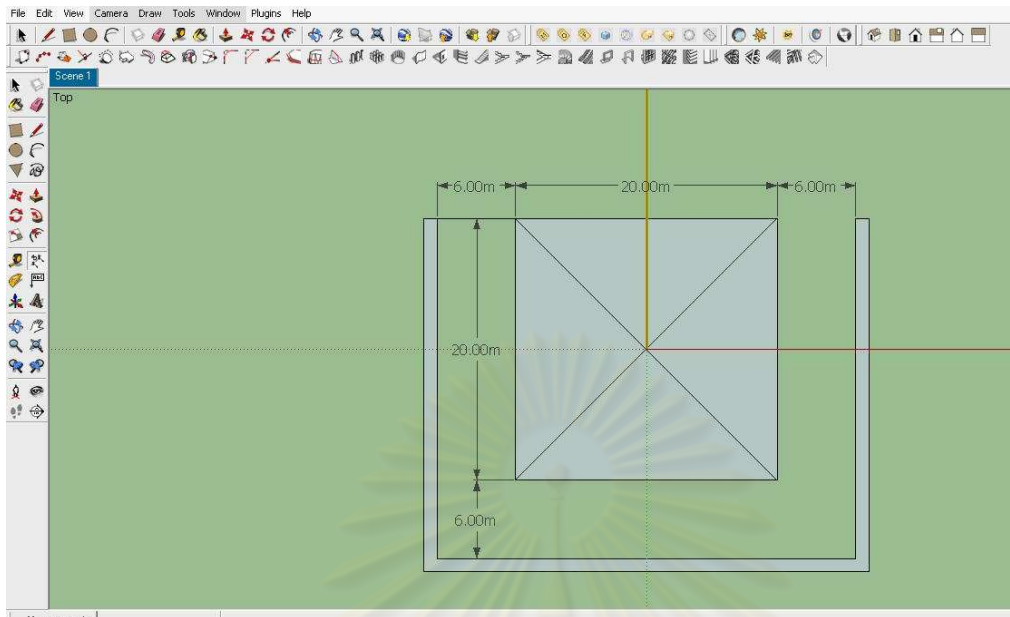 File Edit View Camera Draw Tools Window Plugins Help
Scene 1
Top
6.00m 20.00m 6.00m
20.00m
6.00m